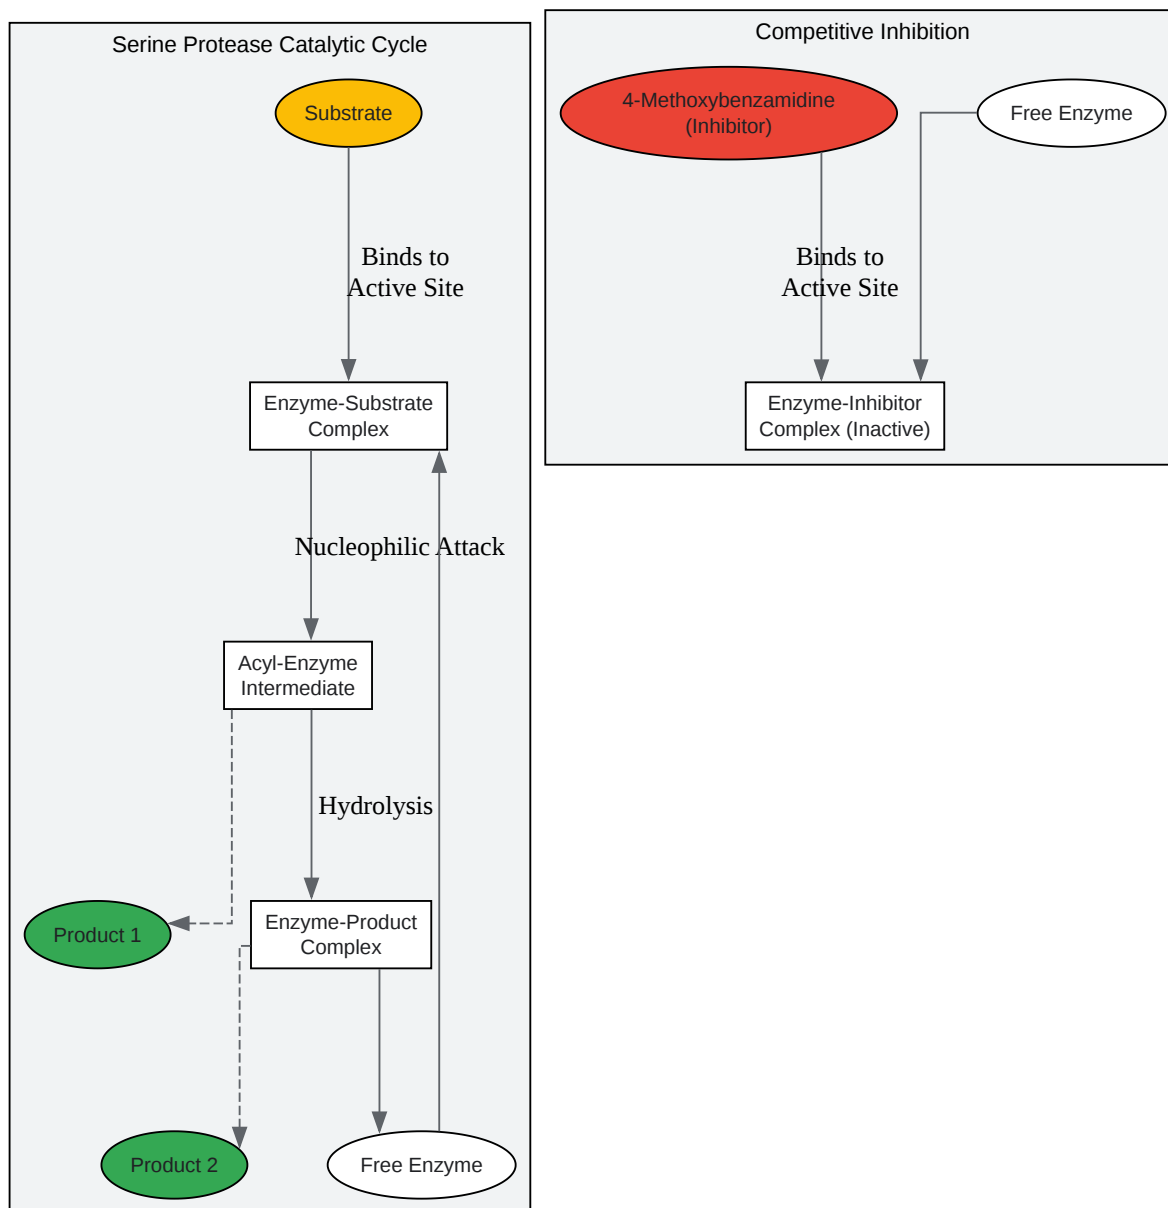 Serine Protease Catalytic Cycle
Substrate
Binds to
Active Site
Enzyme-Substrate
Complex
Nucleophilic Attack
Acyl-Enzyme
Intermediate
Hydrolysis
Product 1
Enzyme-Product
Complex
Product 2
Free Enzyme
Competitive Inhibition
4-Methoxybenzamidine
(Inhibitor)
Free Enzyme
Binds to
Active Site
Enzyme-Inhibitor
Complex (Inactive)